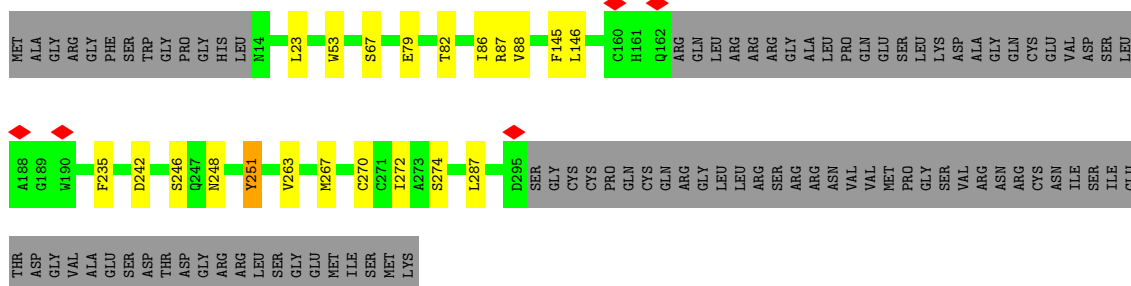 MET ALA GLY ARG GLY PHE SER TRP GLY PRO GLY HIS LEU N14 L23 W53 S67 E79 T82 I86 R87 V88 F145 L146 C160 H161 Q162 ARG GLN LEU ARG ARG ARG GLY ALA LEU PRO GLN GLU SER LEU LYS ASP ALA GLY GLN CYS GLU VAL ASP SER LEU
A188 G189 W190 F235 D242 S246 Q247 N248 Y251 V263 M267 C270 C271 I272 A273 S274 L287 D295 SER GLY CYS CYS PRO GLN CYS GLN ARG GLY LEU LEU ARG SER ARG ARG ASN VAL VAL MET PRO GLY SER VAL ARG ASN ARG CYS ASN ILE SER ILE GLU
THR ASP GLY VAL ALA GLU SER ASP THR ASP GLY ARG ARG LEU SER GLY GLU MET ILE SER MET LYS